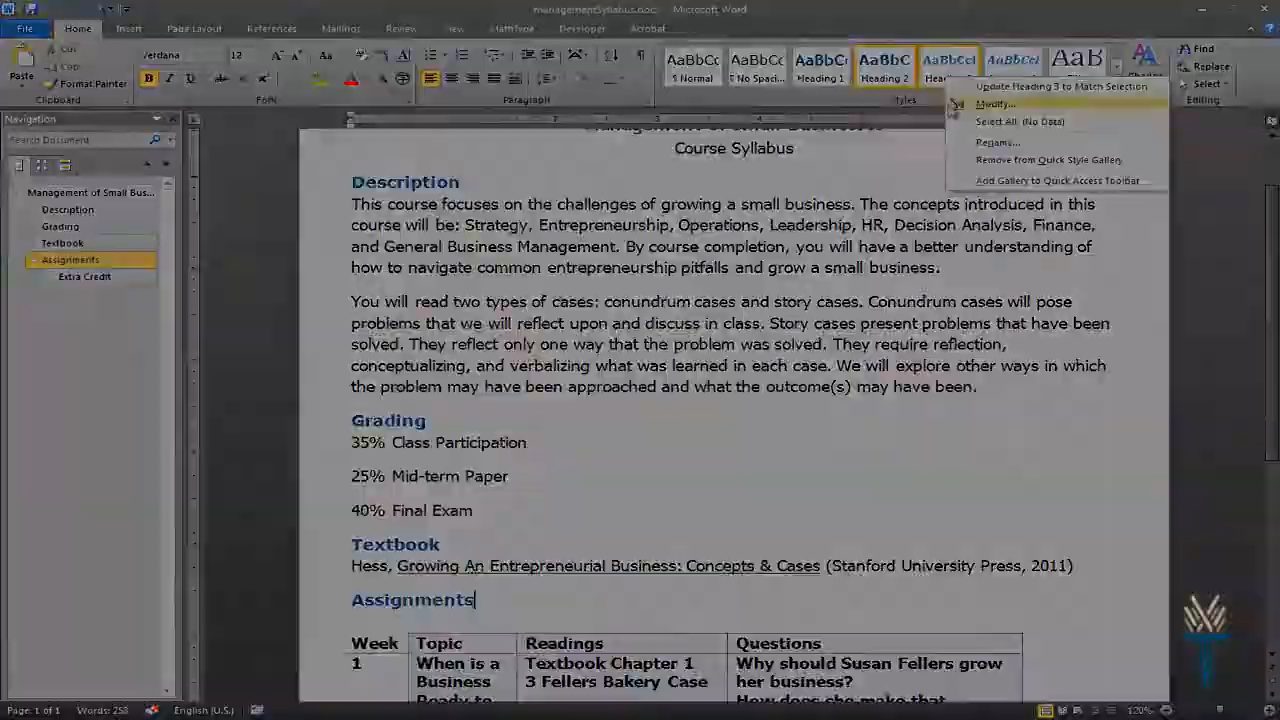 managementSyllabus.doc - Microsoft Word
File Home Insert Page Layout References Mailings Review View MathType Developer Acrobat
Cut
Copy
Format Painter
Paste
Clipboard
Verdana 12
Font
Paragraph
AaBbCc AaBbCc AaBbCc AaBbC AaBbCcI AaBbCcI AaB
¶ Normal ¶ No Spaci... Heading 1 Heading 2
Styles
Find
Replace
Select
Editing
Update Heading 3 to Match Selection
Modify...
Select All: (No Data)
Rename...
Remove from Quick Style Gallery
Add Gallery to Quick Access Toolbar
Navigation
Search Document
Management of Small Bus...
Description
Grading
Textbook
Assignments
Extra Credit
Course Syllabus
Description
This course focuses on the challenges of growing a small business. The concepts introduced in this
course will be: Strategy, Entrepreneurship, Operations, Leadership, HR, Decision Analysis, Finance,
and General Business Management. By course completion, you will have a better understanding of
how to navigate common entrepreneurship pitfalls and grow a small business.
You will read two types of cases: conundrum cases and story cases. Conundrum cases will pose
problems that we will reflect upon and discuss in class. Story cases present problems that have been
solved. They reflect only one way that the problem was solved. They require reflection,
conceptualizing, and verbalizing what was learned in each case. We will explore other ways in which
the problem may have been approached and what the outcome(s) may have been.
Grading
35% Class Participation
25% Mid-term Paper
40% Final Exam
Textbook
Hess, Growing An Entrepreneurial Business: Concepts & Cases (Stanford University Press, 2011)
Assignments
Week Topic Readings Questions
1 When is a Textbook Chapter 1 Why should Susan Fellers grow
Business 3 Fellers Bakery Case her business?
Ready to How does she make that
Page: 1 of 1 Words: 258 English (U.S.) 120%